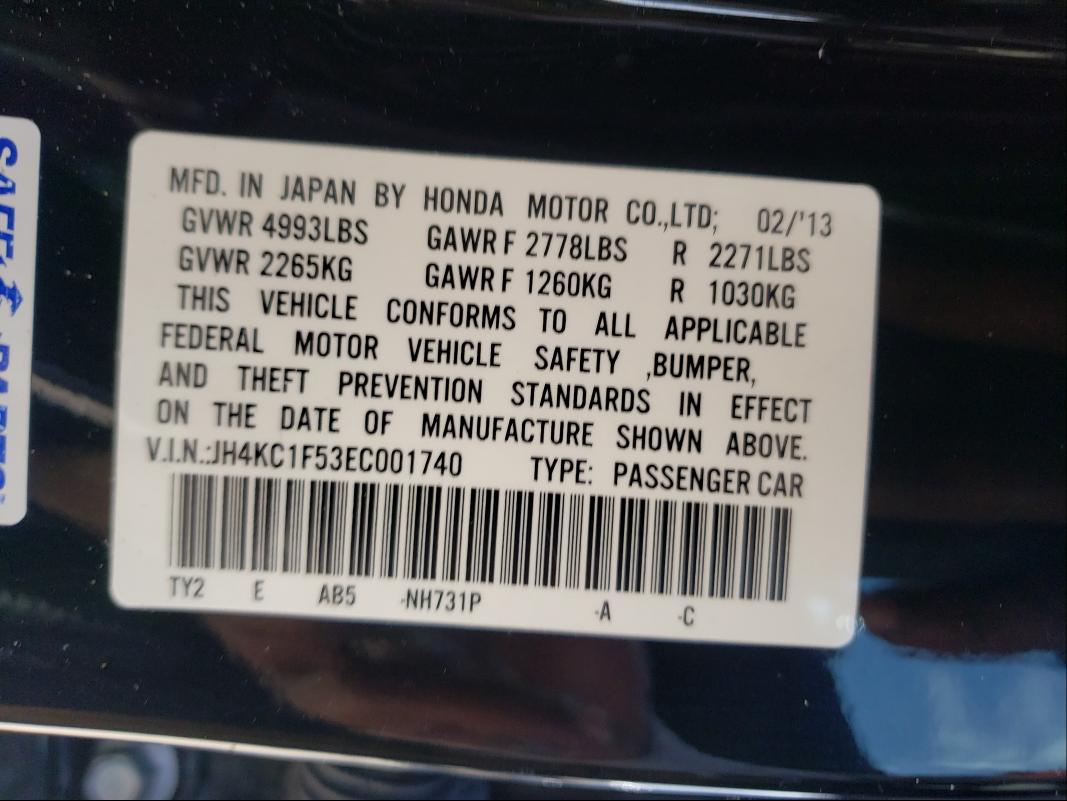 MFD. IN JAPAN BY HONDA MOTOR CO.,LTD; 02/'13
GVWR 4993LBS GAWR F 2778LBS R 2271LBS
GVWR 2265KG GAWR F 1260KG R 1030KG
THIS VEHICLE CONFORMS TO ALL APPLICABLE
FEDERAL MOTOR VEHICLE SAFETY ,BUMPER,
AND THEFT PREVENTION STANDARDS IN EFFECT
ON THE DATE OF MANUFACTURE SHOWN ABOVE.
V.I.N.:JH4KC1F53EC001740 TYPE: PASSENGER CAR
TY2 E AB5 -NH731P -A -C